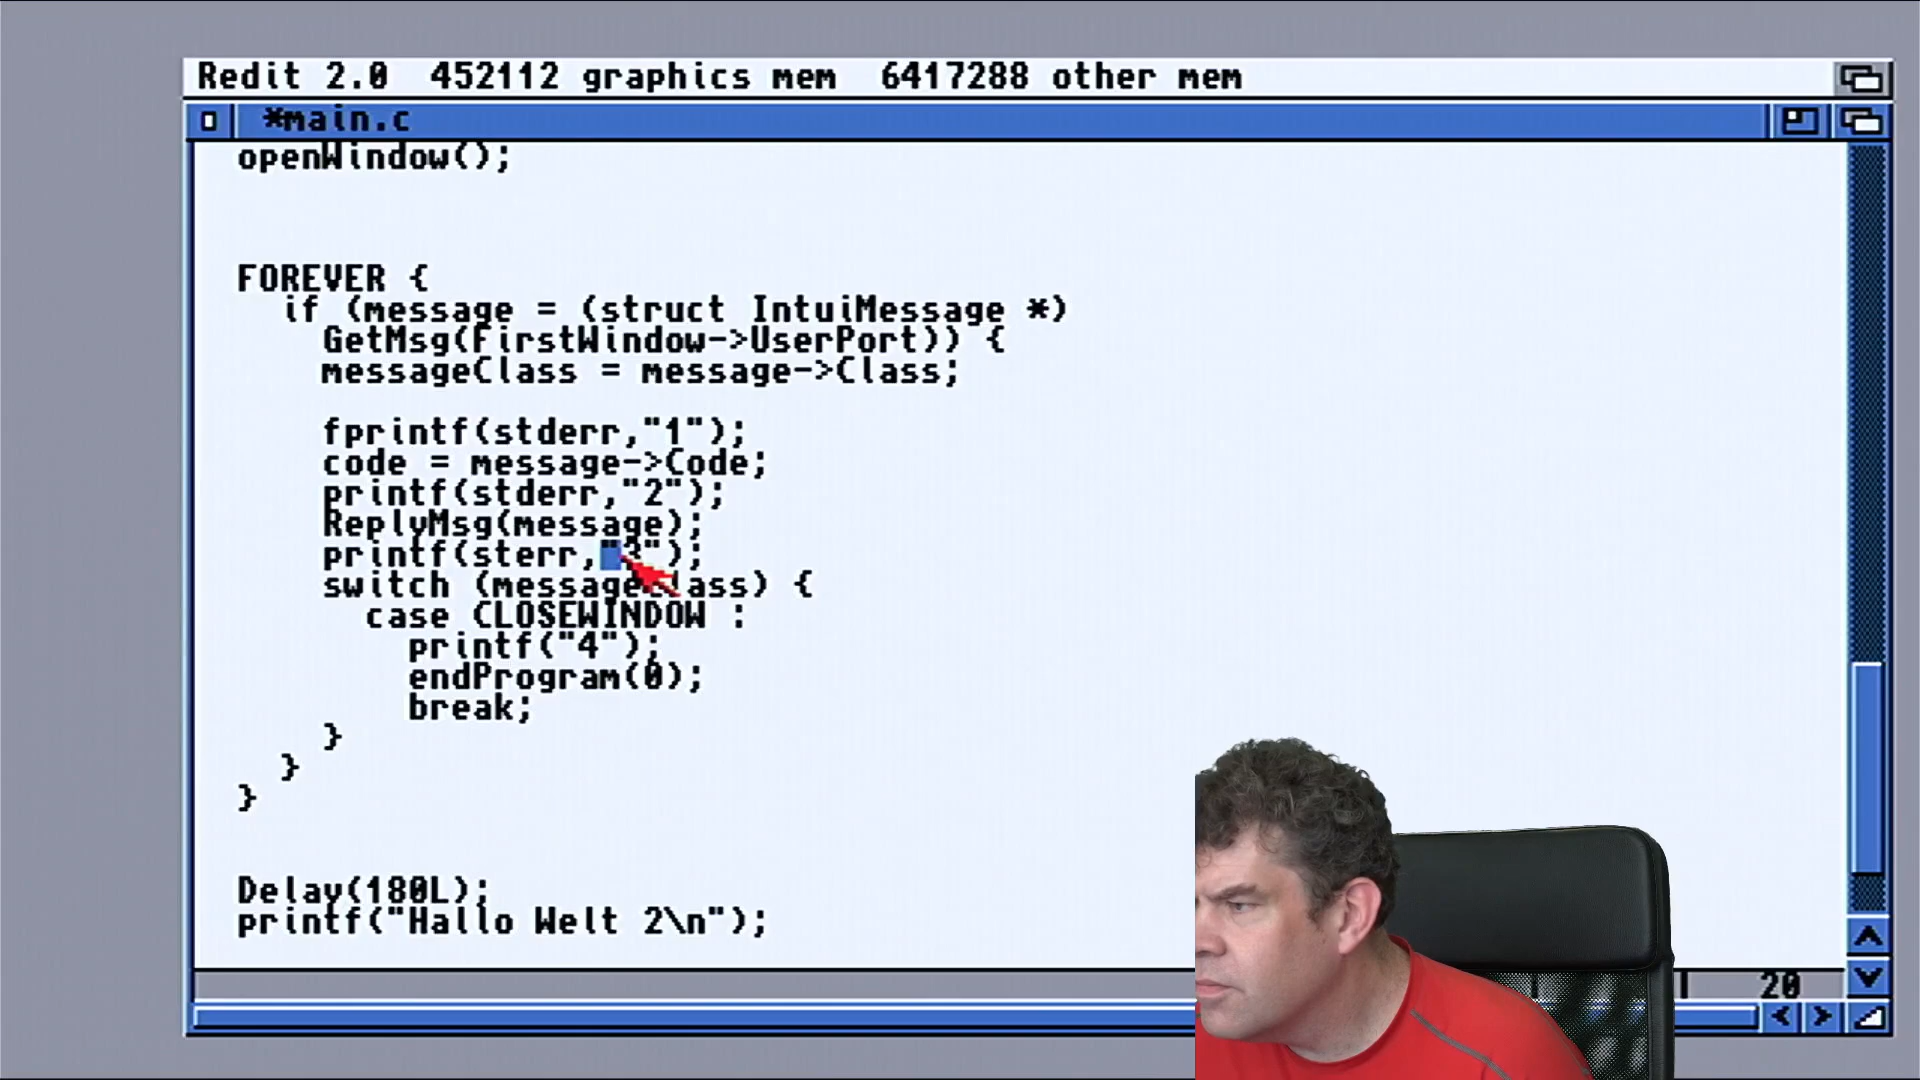 Redit 2.0 452112 graphics mem 6417288 other mem
*main.c
openWindow();
FOREVER {
if (message = (struct IntuiMessage *)
GetMsg(FirstWindow->UserPort)) {
messageClass = message->Class;
fprintf(stderr,"1");
code = message->Code;
printf(stderr,"2");
ReplyMsg(message);
printf(sterr,"3");
switch (messageClass) {
case CLOSEWINDOW :
printf("4");
endProgram(0);
break;
}
}
}
Delay(180L);
printf("Hallo Welt 2\n");
20